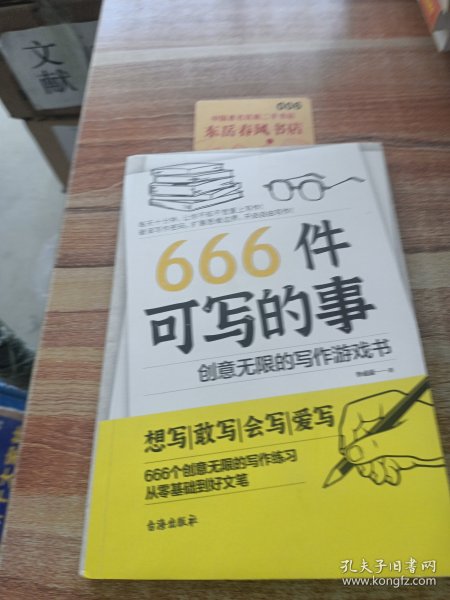 文献
006
东岳春风书店
666件
可写的事
创意无限的写作游戏书
想写|敢写|会写|爱写
666个创意无限的写作练习
从零基础到好文笔
台海出版社
孔夫子旧书网
www.kongfz.com